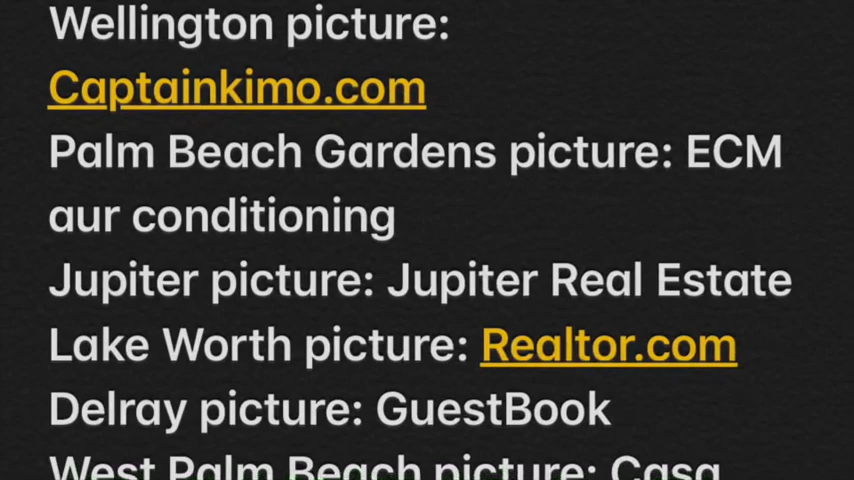 Wellington picture:
Captainkimo.com
Palm Beach Gardens picture: ECM
aur conditioning
Jupiter picture: Jupiter Real Estate
Lake Worth picture: Realtor.com
Delray picture: GuestBook
West Palm Beach picture: Casa